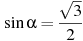 sin α = √3/2